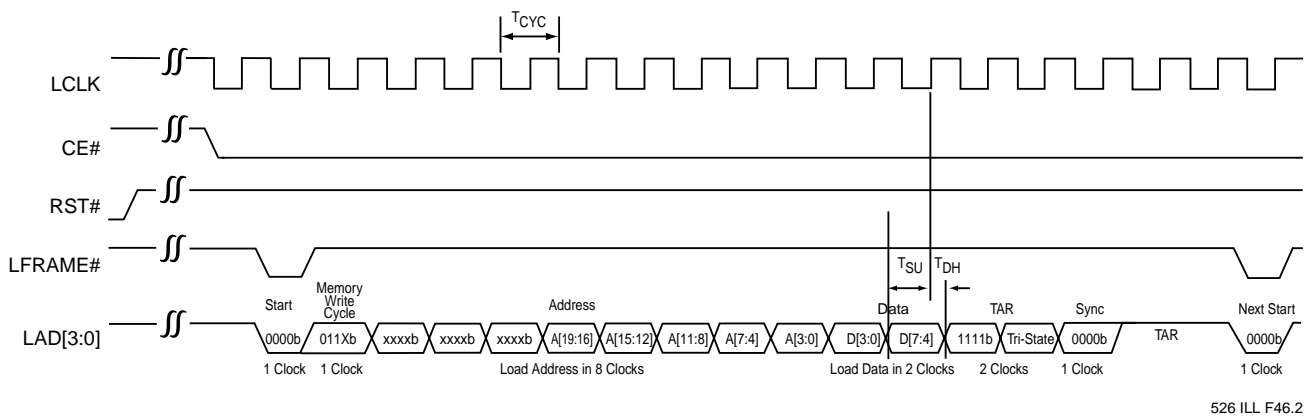 TCYC
LCLK
CE#
RST#
LFRAME#
TSU TDH
Start
Memory
Write
Cycle
Address
Data
TAR
Sync
Next Start
LAD[3:0]
0000b 011Xb xxxxb xxxxb xxxxb A[19:16] A[15:12] A[11:8] A[7:4] A[3:0] D[3:0] D[7:4] 1111b Tri-State 0000b TAR 0000b
1 Clock 1 Clock Load Address in 8 Clocks Load Data in 2 Clocks 2 Clocks 1 Clock 1 Clock
526 ILL F46.2